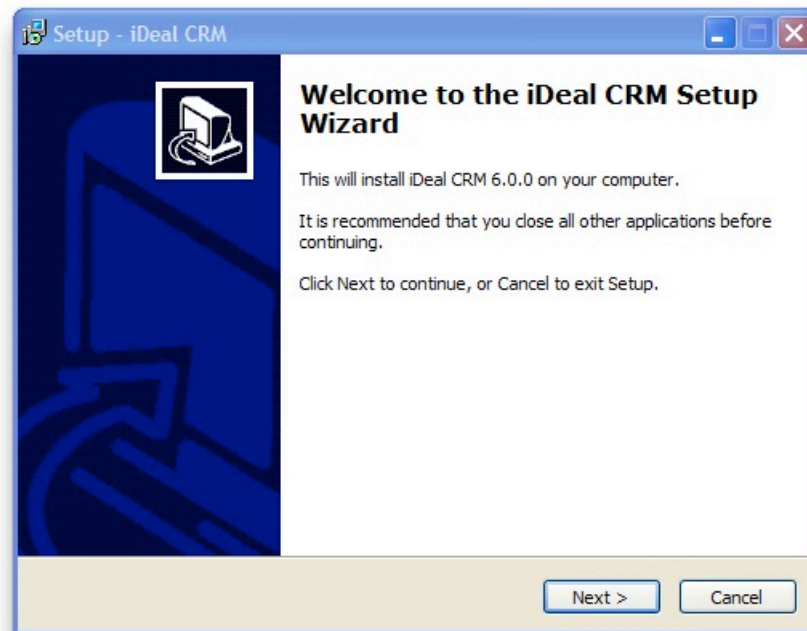 Setup - iDeal CRM
Welcome to the iDeal CRM Setup
Wizard
This will install iDeal CRM 6.0.0 on your computer.
It is recommended that you close all other applications before
continuing.
Click Next to continue, or Cancel to exit Setup.
Next >
Cancel